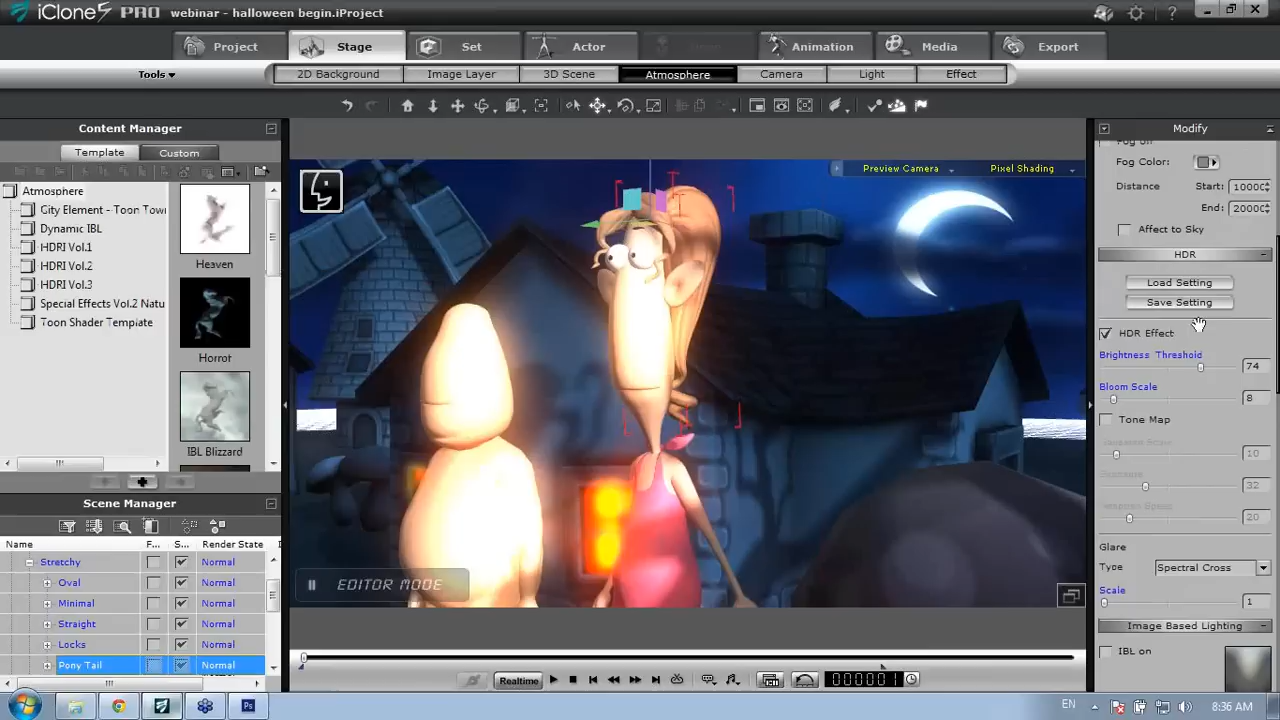 iClone5 PRO webinar - halloween begin.iProject
Project Stage Set Actor Animation Media Export
Tools 2D Background Image Layer 3D Scene Atmosphere Camera Light Effect
Content Manager
Template Custom
Atmosphere
City Element - Toon Town
Dynamic IBL
HDRI Vol.1
HDRI Vol.2
HDRI Vol.3
Special Effects Vol.2 Natu
Toon Shader Template
Heaven
Horrot
IBL Blizzard
Scene Manager
Name F... S... Render State
Stretchy Normal
Oval Normal
Minimal Normal
Straight Normal
Locks Normal
Pony Tail Normal
Preview Camera Pixel Shading
EDITOR MODE
Realtime 000001
Modify
Fog on
Fog Color:
Distance Start: 1000
End: 2000
Affect to Sky
HDR
Load Setting
Save Setting
HDR Effect
Brightness Threshold
74
Bloom Scale
8
Tone Map
10
32
20
Glare
Type Spectral Cross
Scale
1
Image Based Lighting
IBL on
EN 8:36 AM